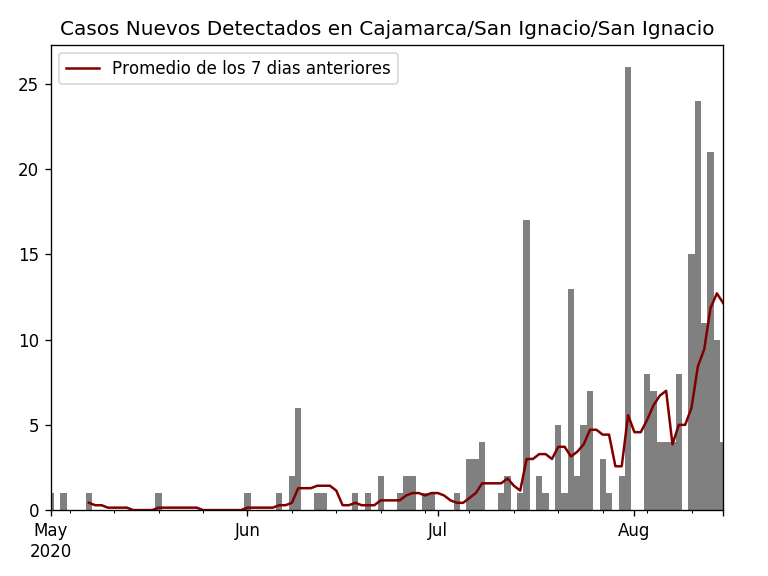 Casos Nuevos Detectados en Cajamarca/San Ignacio/San Ignacio
Promedio de los 7 dias anteriores
25
20
15
10
5
0
May Jun Jul Aug
2020